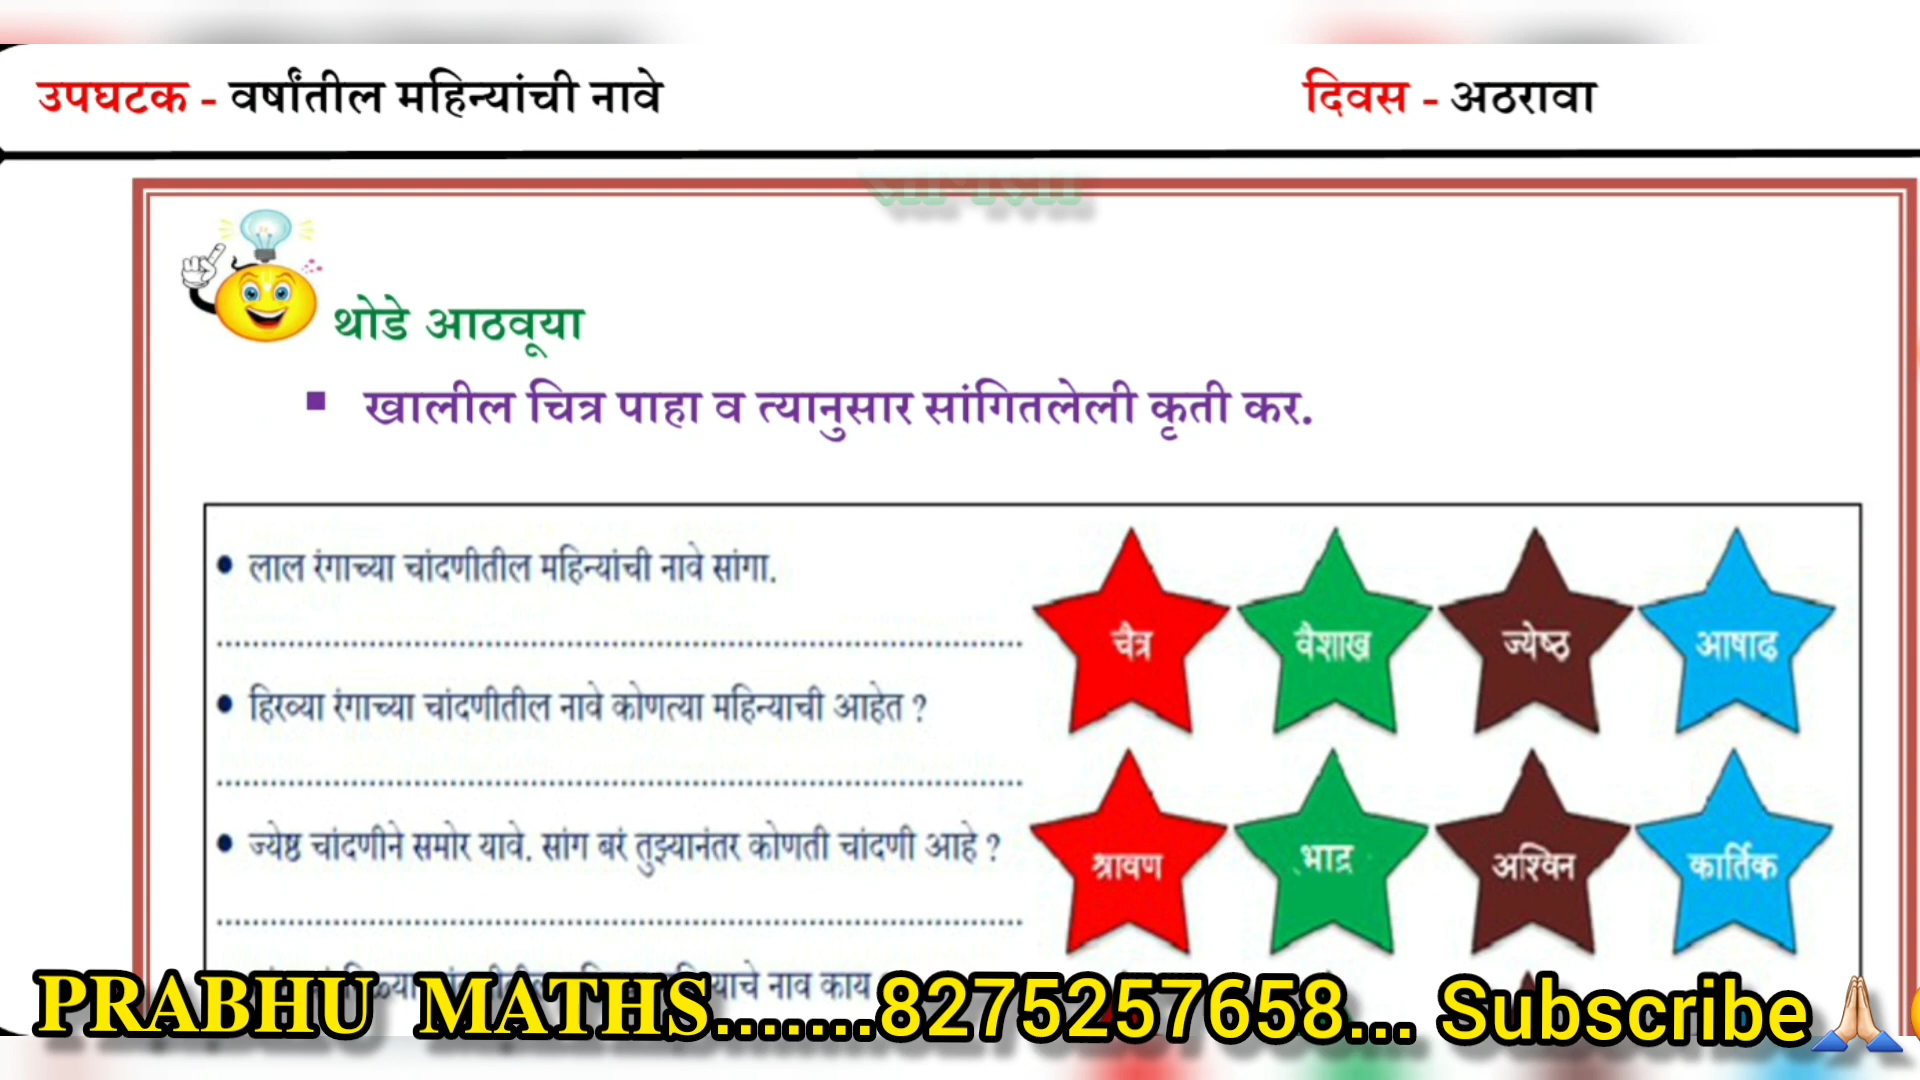 उपघटक - वर्षांतील महिन्यांची नावे
दिवस - अठरावा
थोडे आठवूया
▪ खालील चित्र पाहा व त्यानुसार सांगितलेली कृती कर.
• लाल रंगाच्या चांदणीतील महिन्यांची नावे सांगा.
• हिरव्या रंगाच्या चांदणीतील नावे कोणत्या महिन्याची आहेत ?
• ज्येष्ठ चांदणीने समोर यावे. सांग बरं तुझ्यानंतर कोणती चांदणी आहे ?
चैत्र वैशाख ज्येष्ठ आषाढ
श्रावण भाद्र अश्विन कार्तिक
नाव काय
PRABHU MATHS.......8275257658... Subscribe